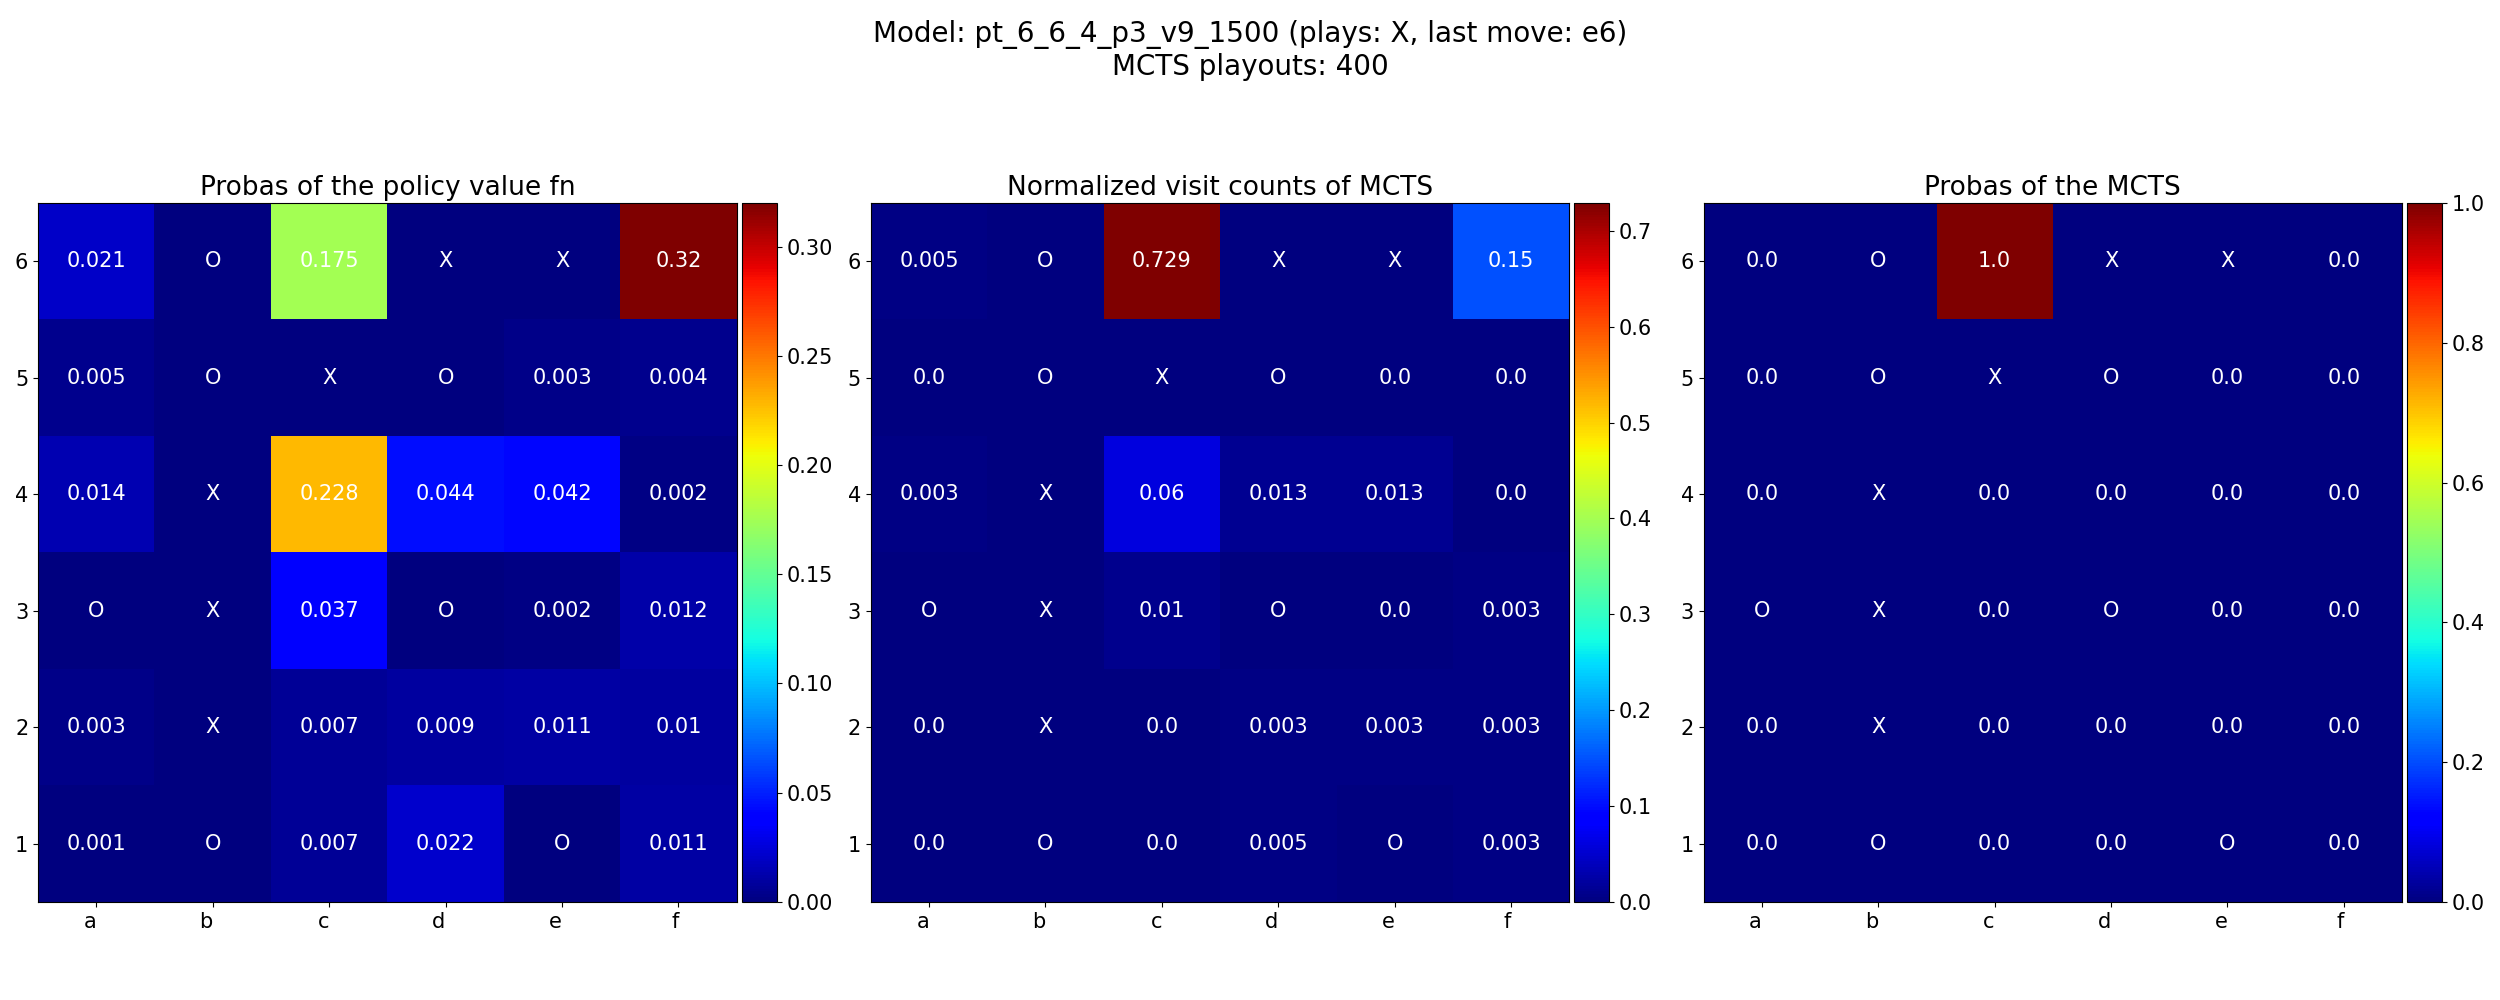 Model: pt_6_6_4_p3_v9_1500 (plays: X, last move: e6)
MCTS playouts: 400
Probas of the policy value fn
6 0.021 O 0.175 X X 0.32
5 0.005 O X O 0.003 0.004
4 0.014 X 0.228 0.044 0.042 0.002
3 O X 0.037 O 0.002 0.012
2 0.003 X 0.007 0.009 0.011 0.01
1 0.001 O 0.007 0.022 O 0.011
a b c d e f
0.30
0.25
0.20
0.15
0.10
0.05
0.00
Normalized visit counts of MCTS
6 0.005 O 0.729 X X 0.15
5 0.0 O X O 0.0 0.0
4 0.003 X 0.06 0.013 0.013 0.0
3 O X 0.01 O 0.0 0.003
2 0.0 X 0.0 0.003 0.003 0.003
1 0.0 O 0.0 0.005 O 0.003
a b c d e f
0.7
0.6
0.5
0.4
0.3
0.2
0.1
0.0
Probas of the MCTS
6 0.0 O 1.0 X X 0.0
5 0.0 O X O 0.0 0.0
4 0.0 X 0.0 0.0 0.0 0.0
3 O X 0.0 O 0.0 0.0
2 0.0 X 0.0 0.0 0.0 0.0
1 0.0 O 0.0 0.0 O 0.0
a b c d e f
1.0
0.8
0.6
0.4
0.2
0.0